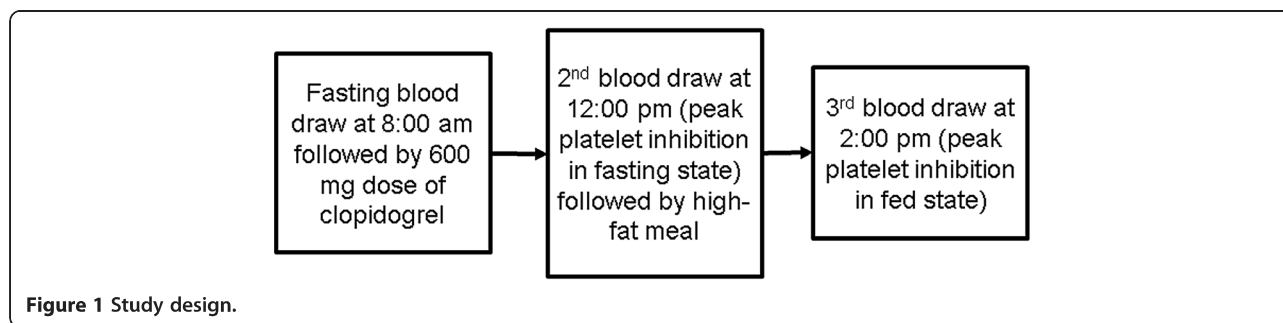 Fasting blood
draw at 8:00 am
followed by 600
mg dose of
clopidogrel
2nd blood draw at
12:00 pm (peak
platelet inhibition
in fasting state)
followed by high-
fat meal
3rd blood draw at
2:00 pm (peak
platelet inhibition
in fed state)
Figure 1 Study design.